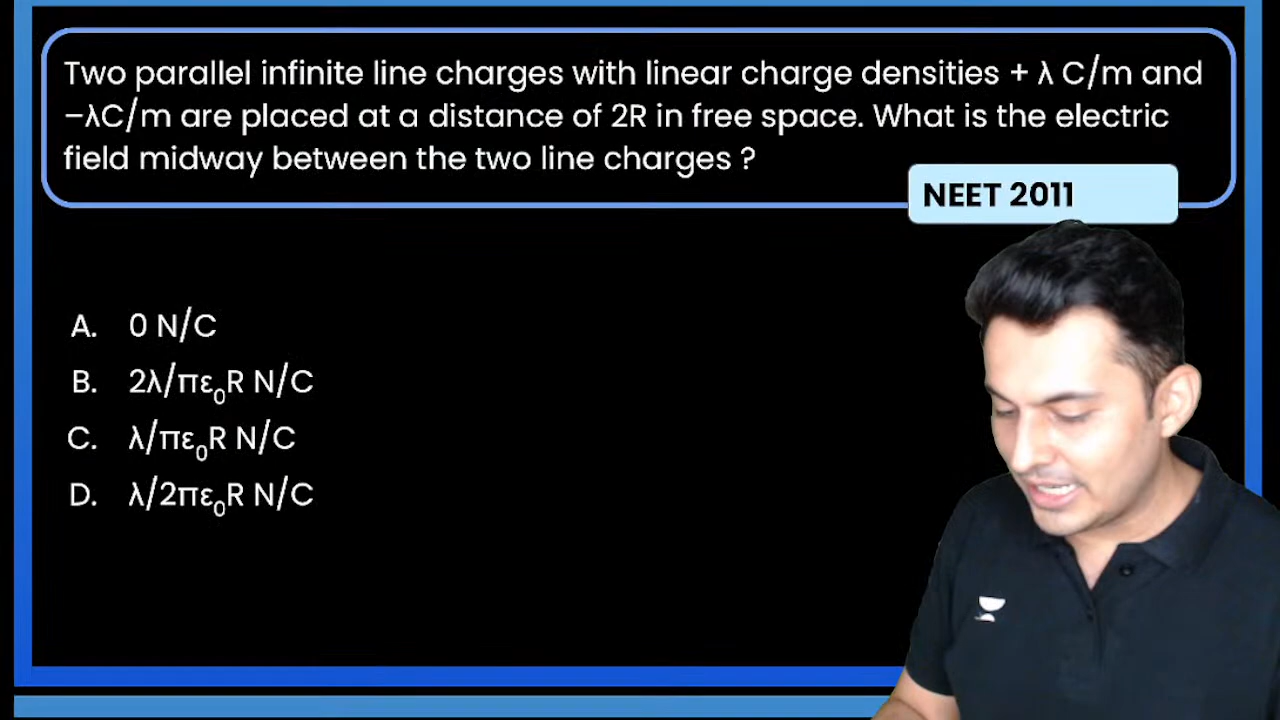 Two parallel infinite line charges with linear charge densities + λ C/m and
–λC/m are placed at a distance of 2R in free space. What is the electric
field midway between the two line charges ?
NEET 2011
A. 0 N/C
B. 2λ/πε₀R N/C
C. λ/πε₀R N/C
D. λ/2πε₀R N/C